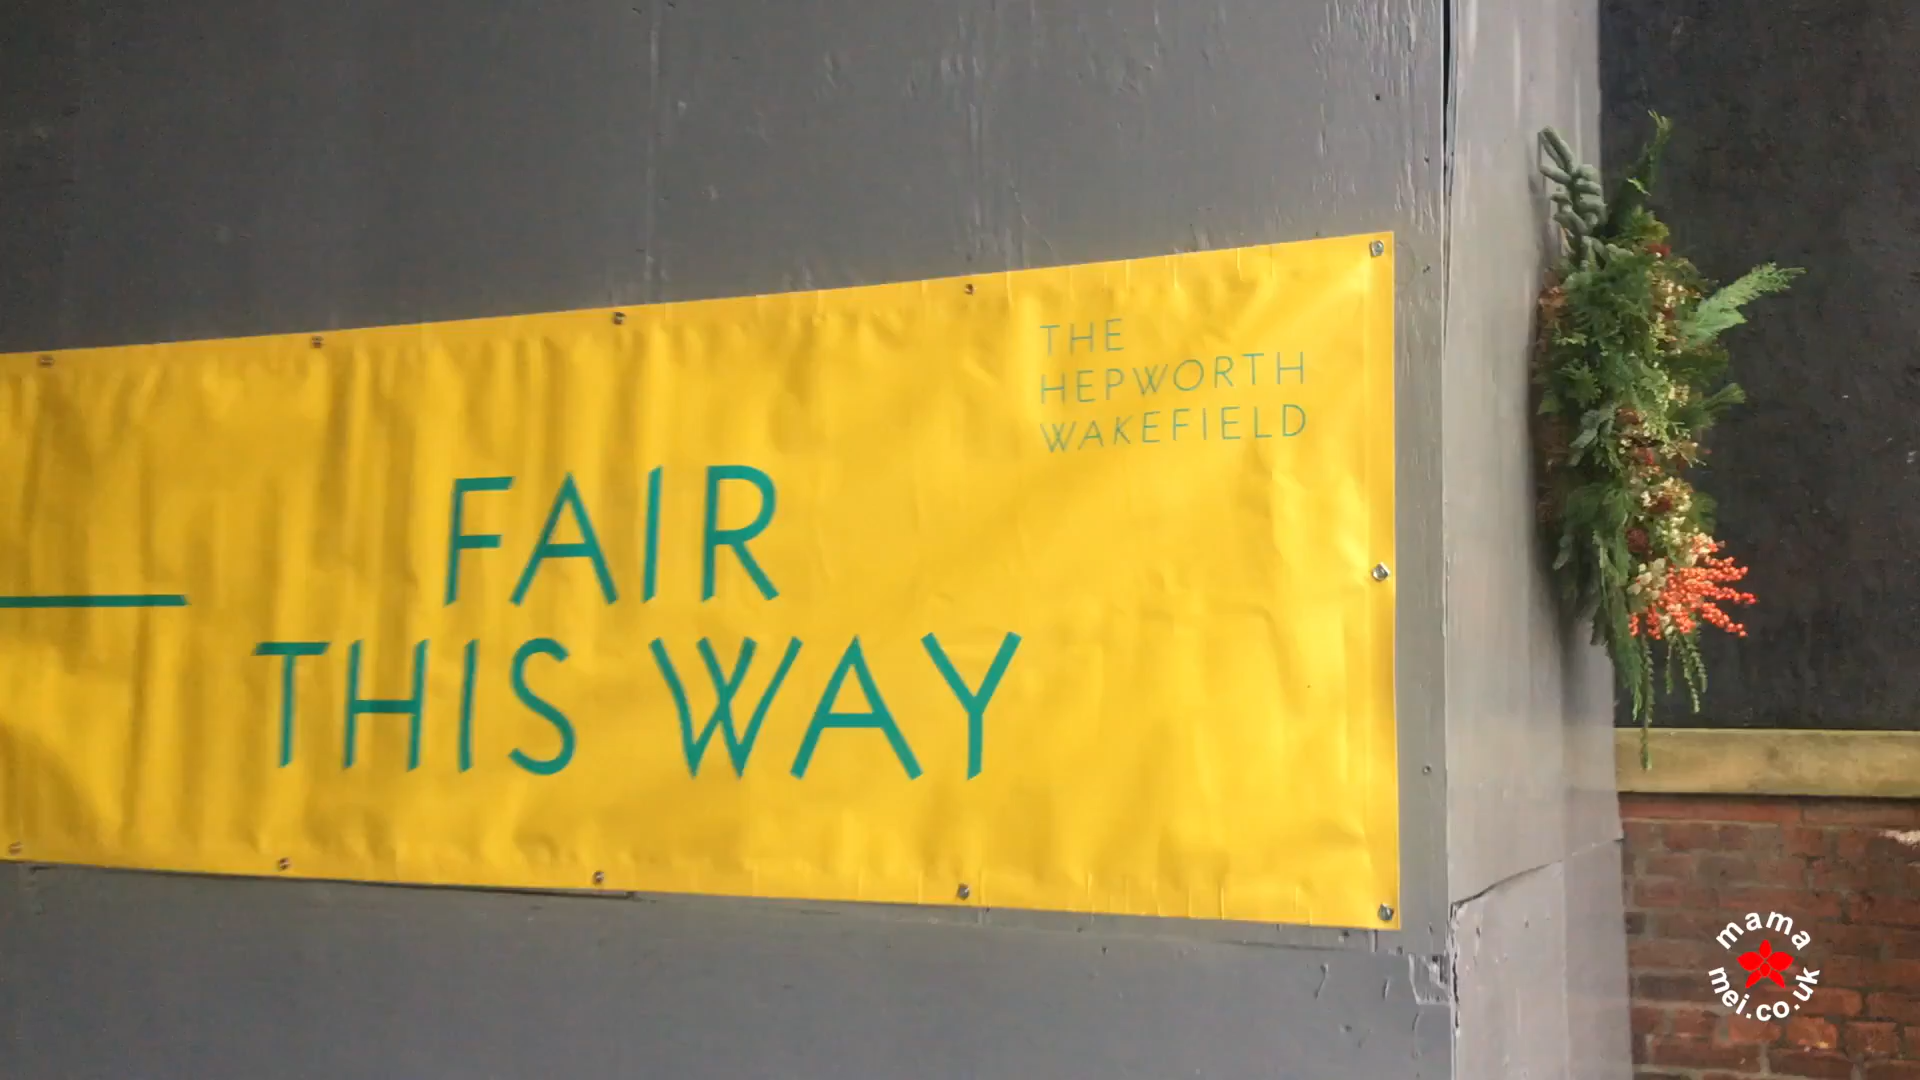 THE
HEPWORTH
WAKEFIELD
FAIR
THIS WAY
mama
mei.co.uk